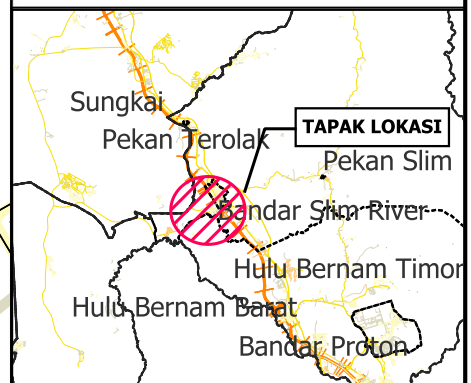 Sungkai
TAPAK LOKASI
Pekan Terolak
Pekan Slim
Bandar Slim River
Hulu Bernam Timor
Hulu Bernam Barat
Bandar Proton